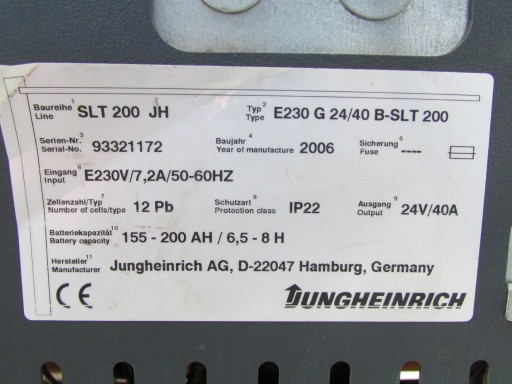 Baureihe 1 SLT 200 JH Typ 2 E230 G 24/40 B-SLT 200
Line Type
Serien-Nr. 3 93321172 Baujahr 4 2006 Sicherung 5 ----
Serial-No. Year of manufacture Fuse
Eingang 6 E230V/7,2A/50-60HZ
Input
Zellenzahl/Typ 7 12 Pb Schutzart 8 IP22 Ausgang 9 24V/40A
Number of cells/type Protection class Output
Batteriekapazität 10 155 - 200 AH / 6,5 - 8 H
Battery capacity
Hersteller 11 Jungheinrich AG, D-22047 Hamburg, Germany
Manufacturer
CE JUNGHEINRICH